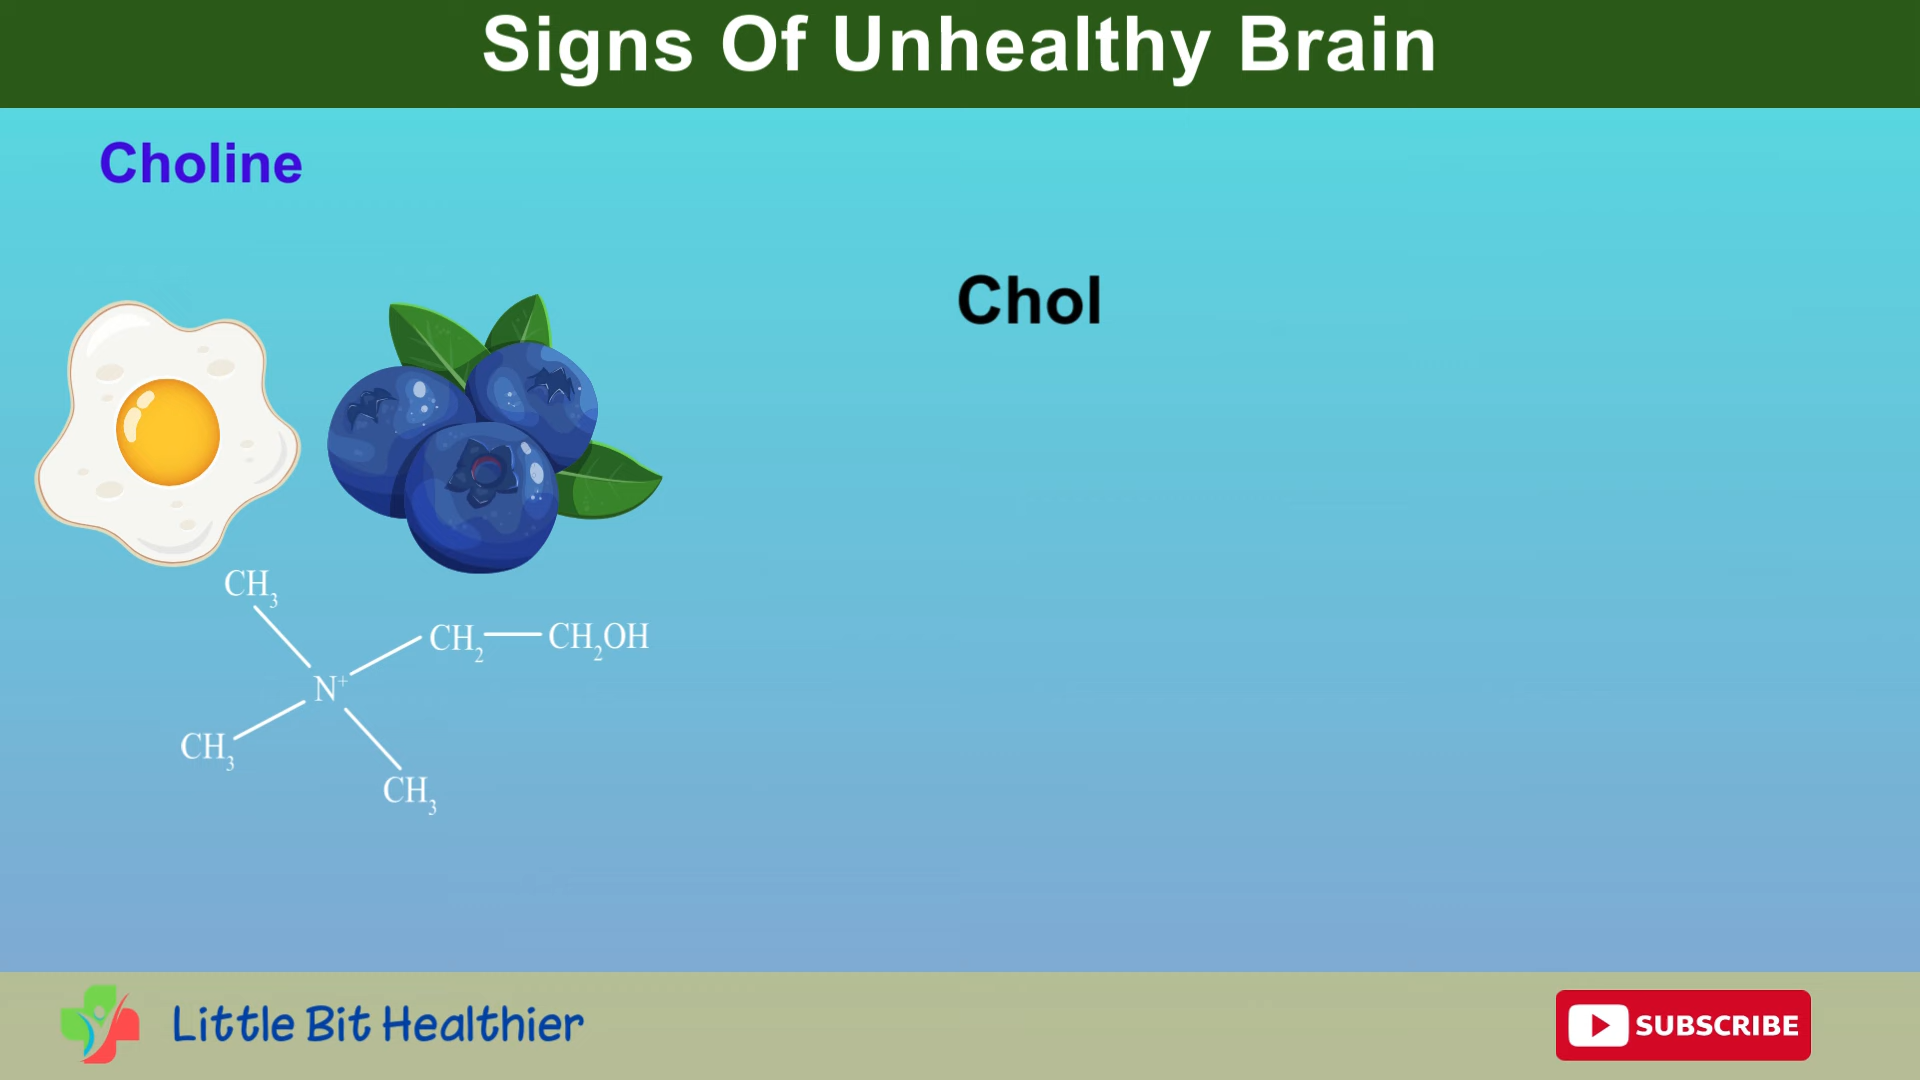 Signs Of Unhealthy Brain
Choline
Chol
CH₃
CH₂—CH₂OH
N⁺
CH₃
CH₃
Little Bit Healthier
SUBSCRIBE